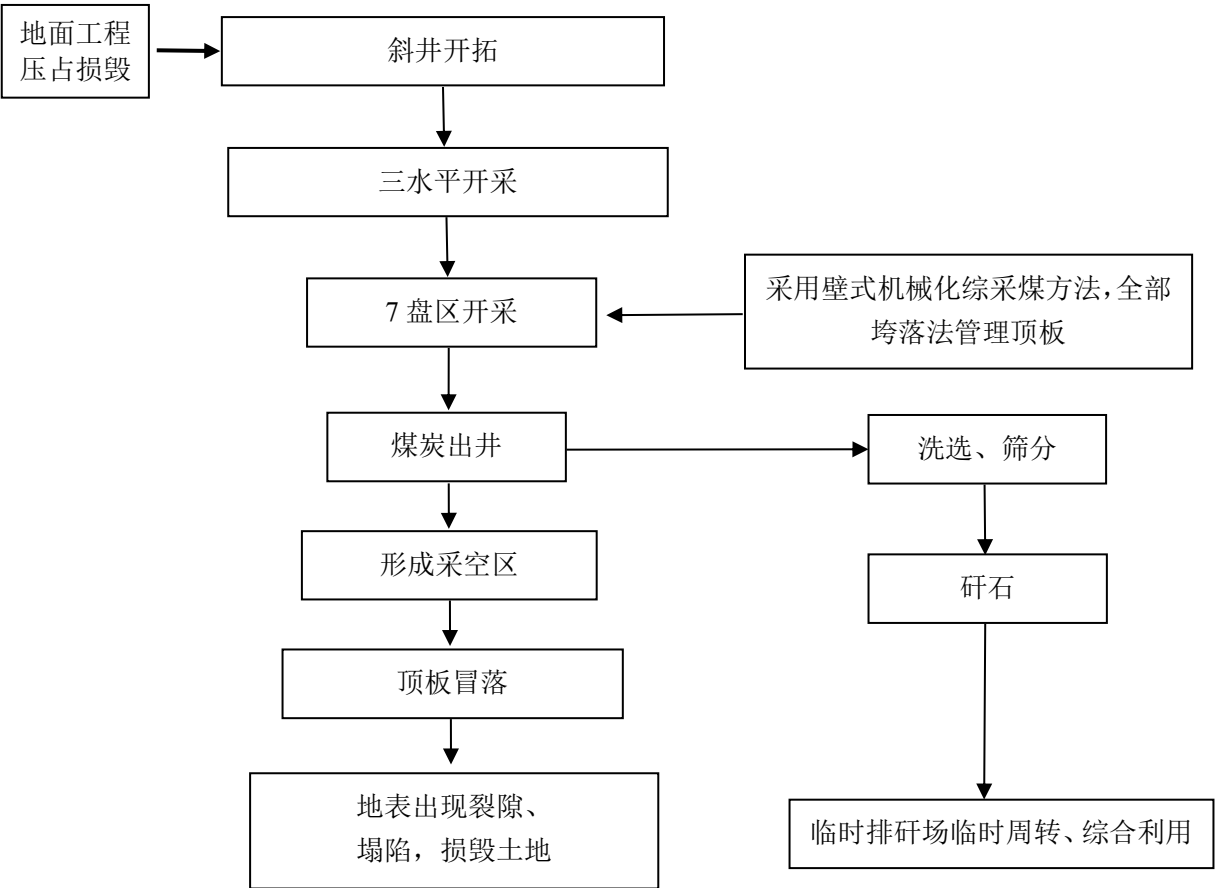 地面工程
压占损毁
斜井开拓
三水平开采
7 盘区开采
采用壁式机械化综采煤方法，全部
垮落法管理顶板
煤炭出井
洗选、筛分
形成采空区
矸石
顶板冒落
地表出现裂隙、
塌陷，损毁土地
临时排矸场临时周转、综合利用